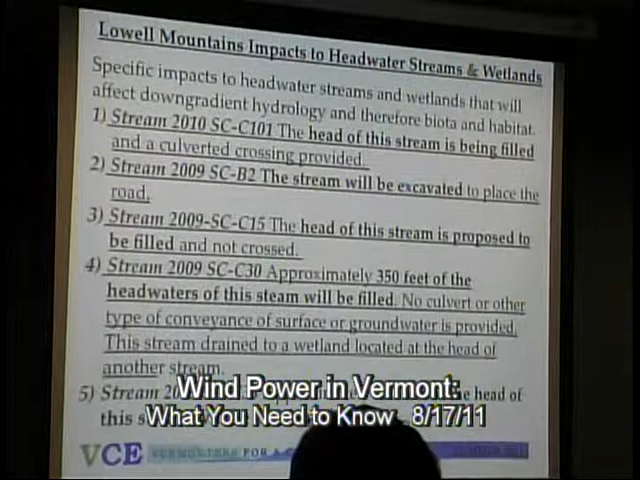 Lowell Mountains Impacts to Headwater Streams & Wetlands
Specific impacts to headwater streams and wetlands that will
affect downgradient hydrology and therefore biota and habitat.
1) Stream 2010 SC-C101 The head of this stream is being filled
and a culverted crossing provided.
2) Stream 2009 SC-B2 The stream will be excavated to place the
road.
3) Stream 2009-SC-C15 The head of this stream is proposed to
be filled and not crossed.
4) Stream 2009 SC-C30 Approximately 350 feet of the
headwaters of this steam will be filled. No culvert or other
type of conveyance of surface or groundwater is provided.
This stream drained to a wetland located at the head of
another stream.
5) Stream head of
this
Wind Power in Vermont:
What You Need to Know 8/17/11
VCE VERMONTERS FOR A